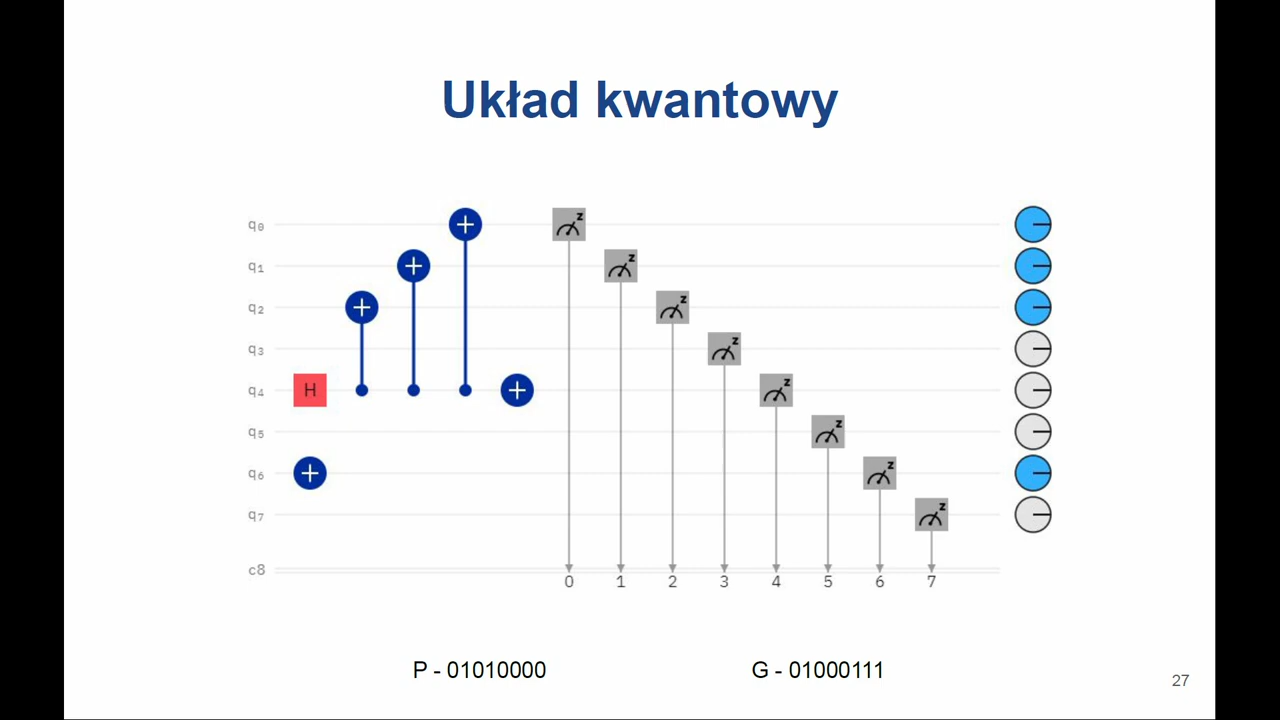 Układ kwantowy
q0 z
q1 z
q2 z
q3 z
q4 H z
q5 z
q6 z
q7 z
c8
0 1 2 3 4 5 6 7
P - 01010000 G - 01000111
27